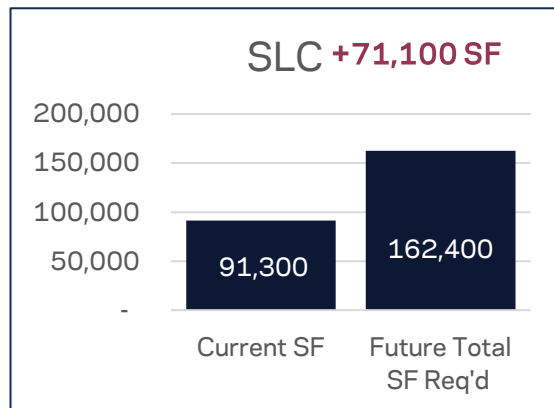 SLC +71,100 SF
200,000
150,000
100,000
50,000
-
91,300
162,400
Current SF
Future Total
SF Req'd